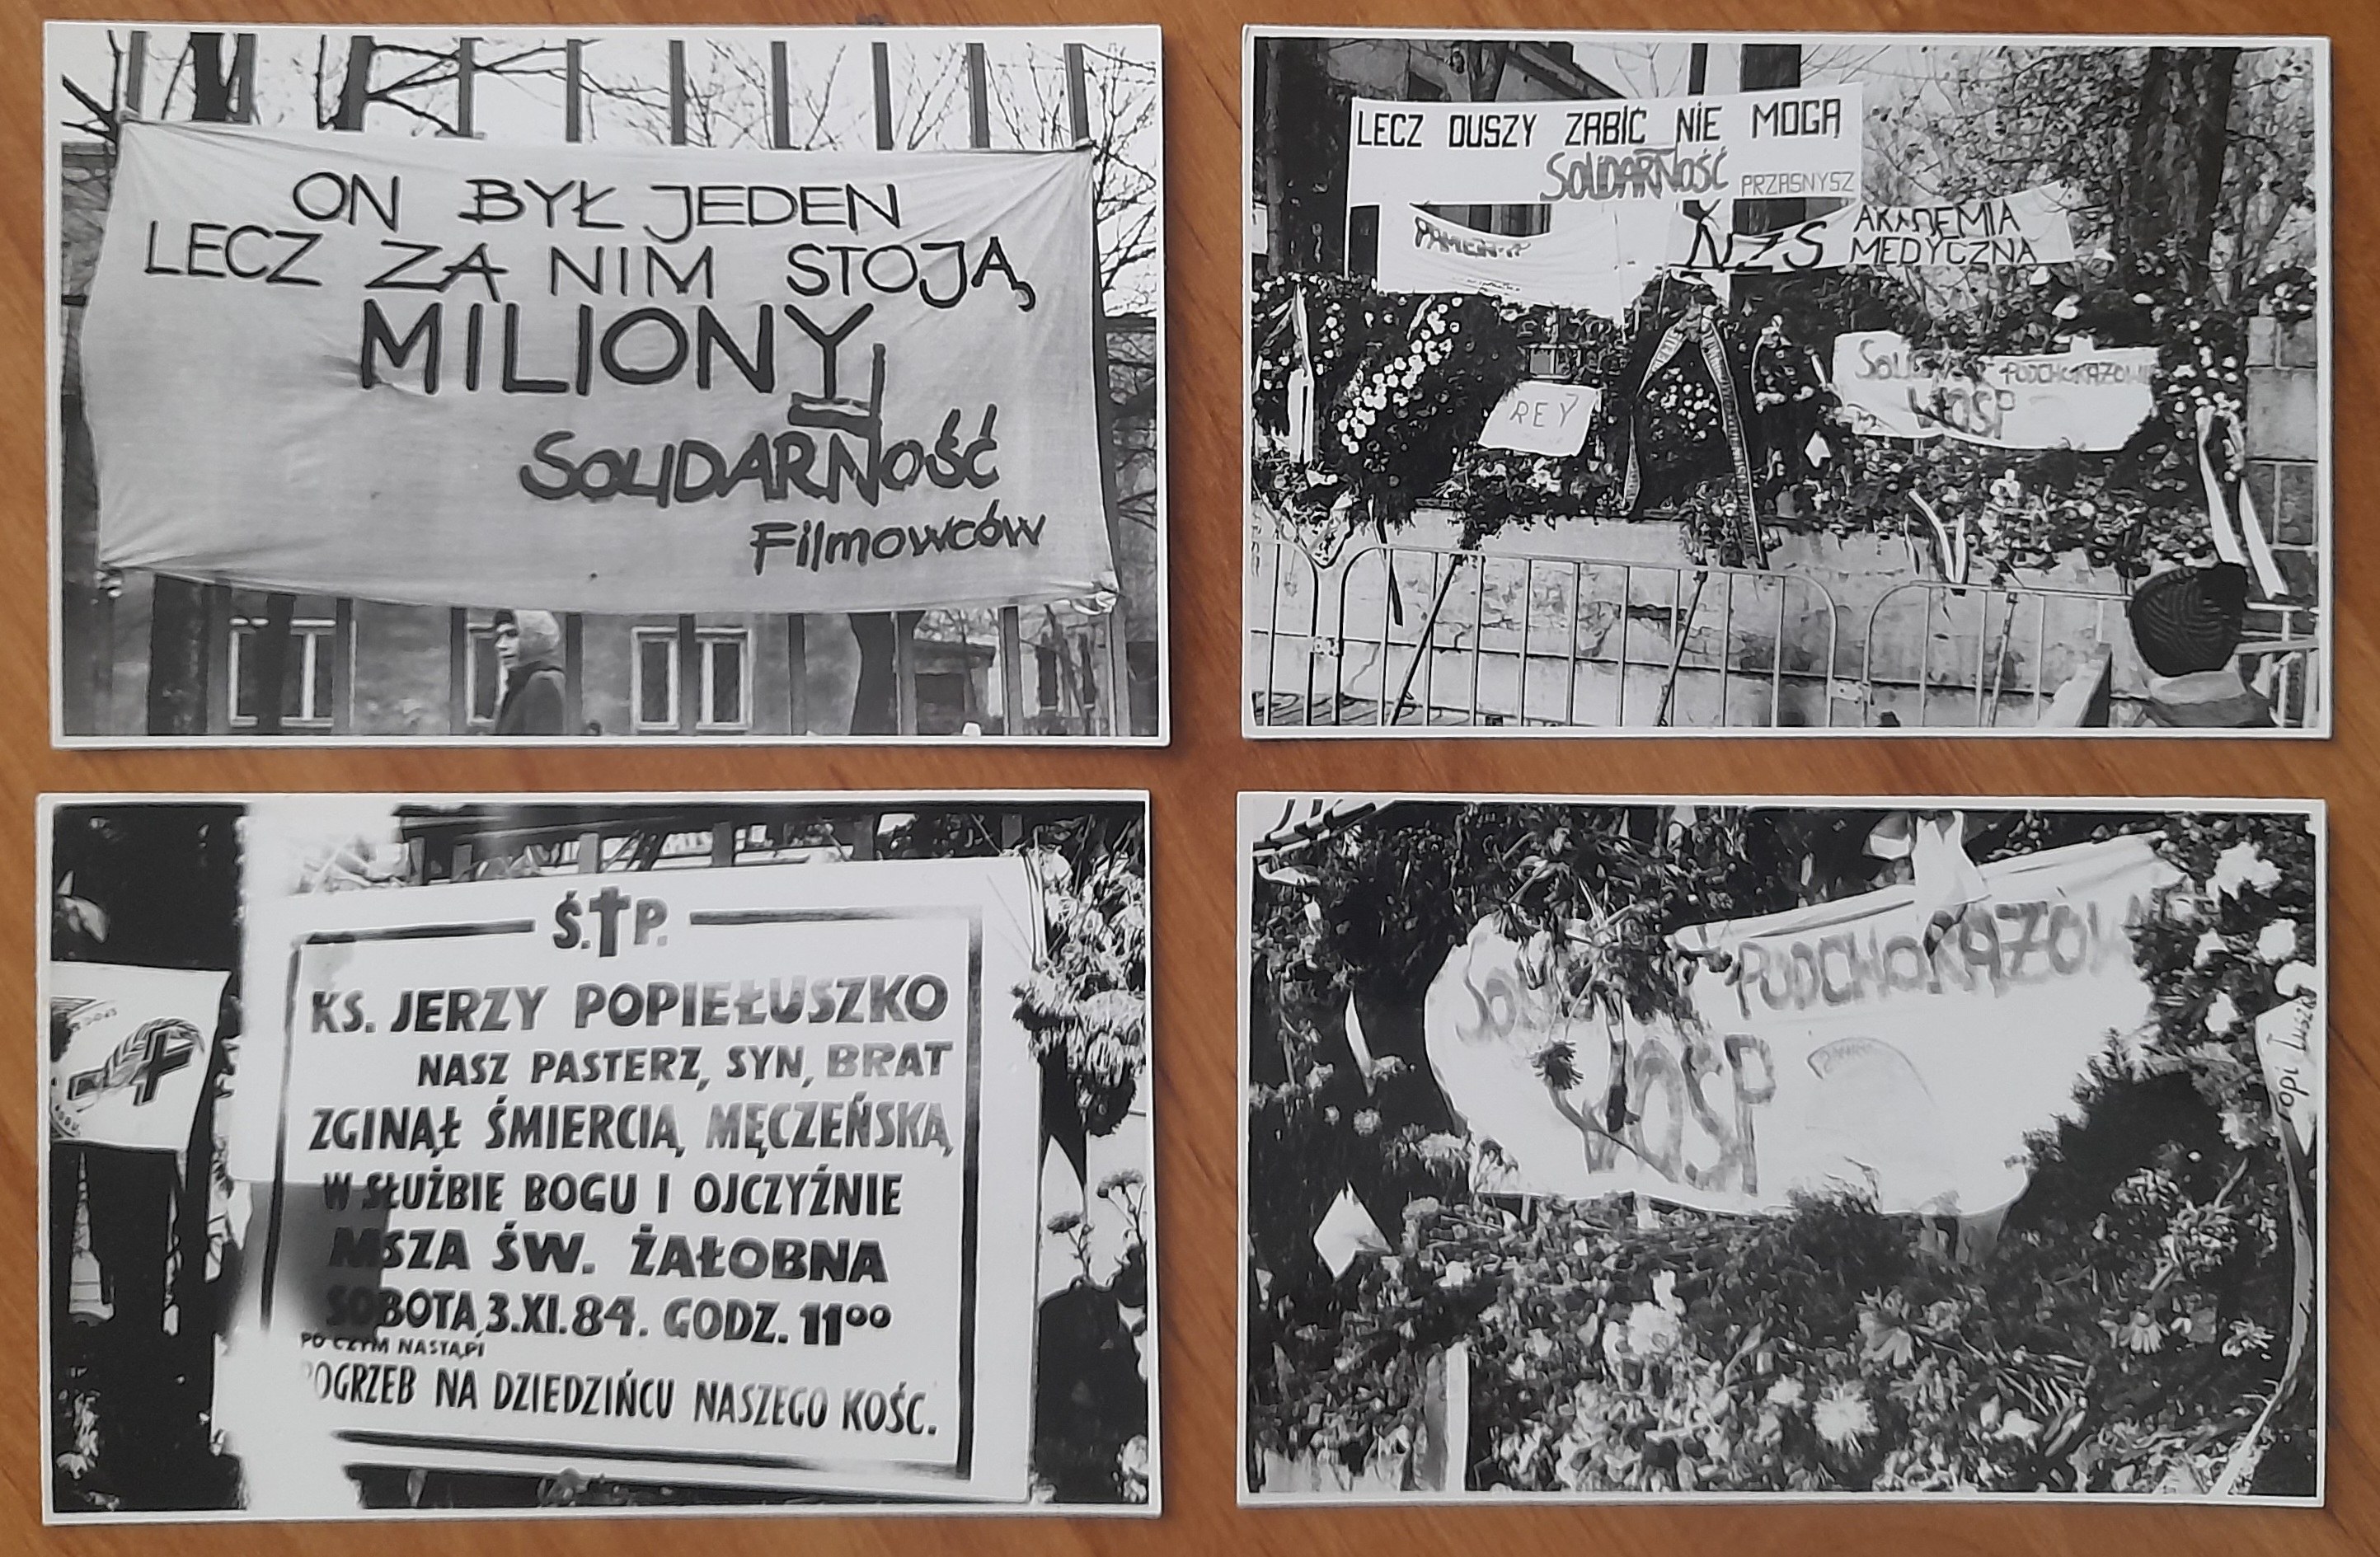 ON BYŁ JEDEN
LECZ ZA NIM STOJĄ
MILIONY
SOLIDARNOŚĆ
Filmowców
LECZ DUSZY ZABIĆ NIE MOGĄ
SOLIDARNOŚĆ PRZASNYSZ
NZS AKADEMIA
MEDYCZNA
REY
PODCHORĄŻOW
WOSP
Ś.†P.
KS. JERZY POPIEŁUSZKO
NASZ PASTERZ, SYN, BRAT
ZGINĄŁ ŚMIERCIĄ MĘCZEŃSKĄ
W SŁUŻBIE BOGU I OJCZYŹNIE
MSZA ŚW. ŻAŁOBNA
SOBOTA, 3.XI.84. GODZ. 11⁰⁰
PO CZYM NASTĄPI
POGRZEB NA DZIEDZIŃCU NASZEGO KOŚC.
PODCHORĄŻOW
WOSP